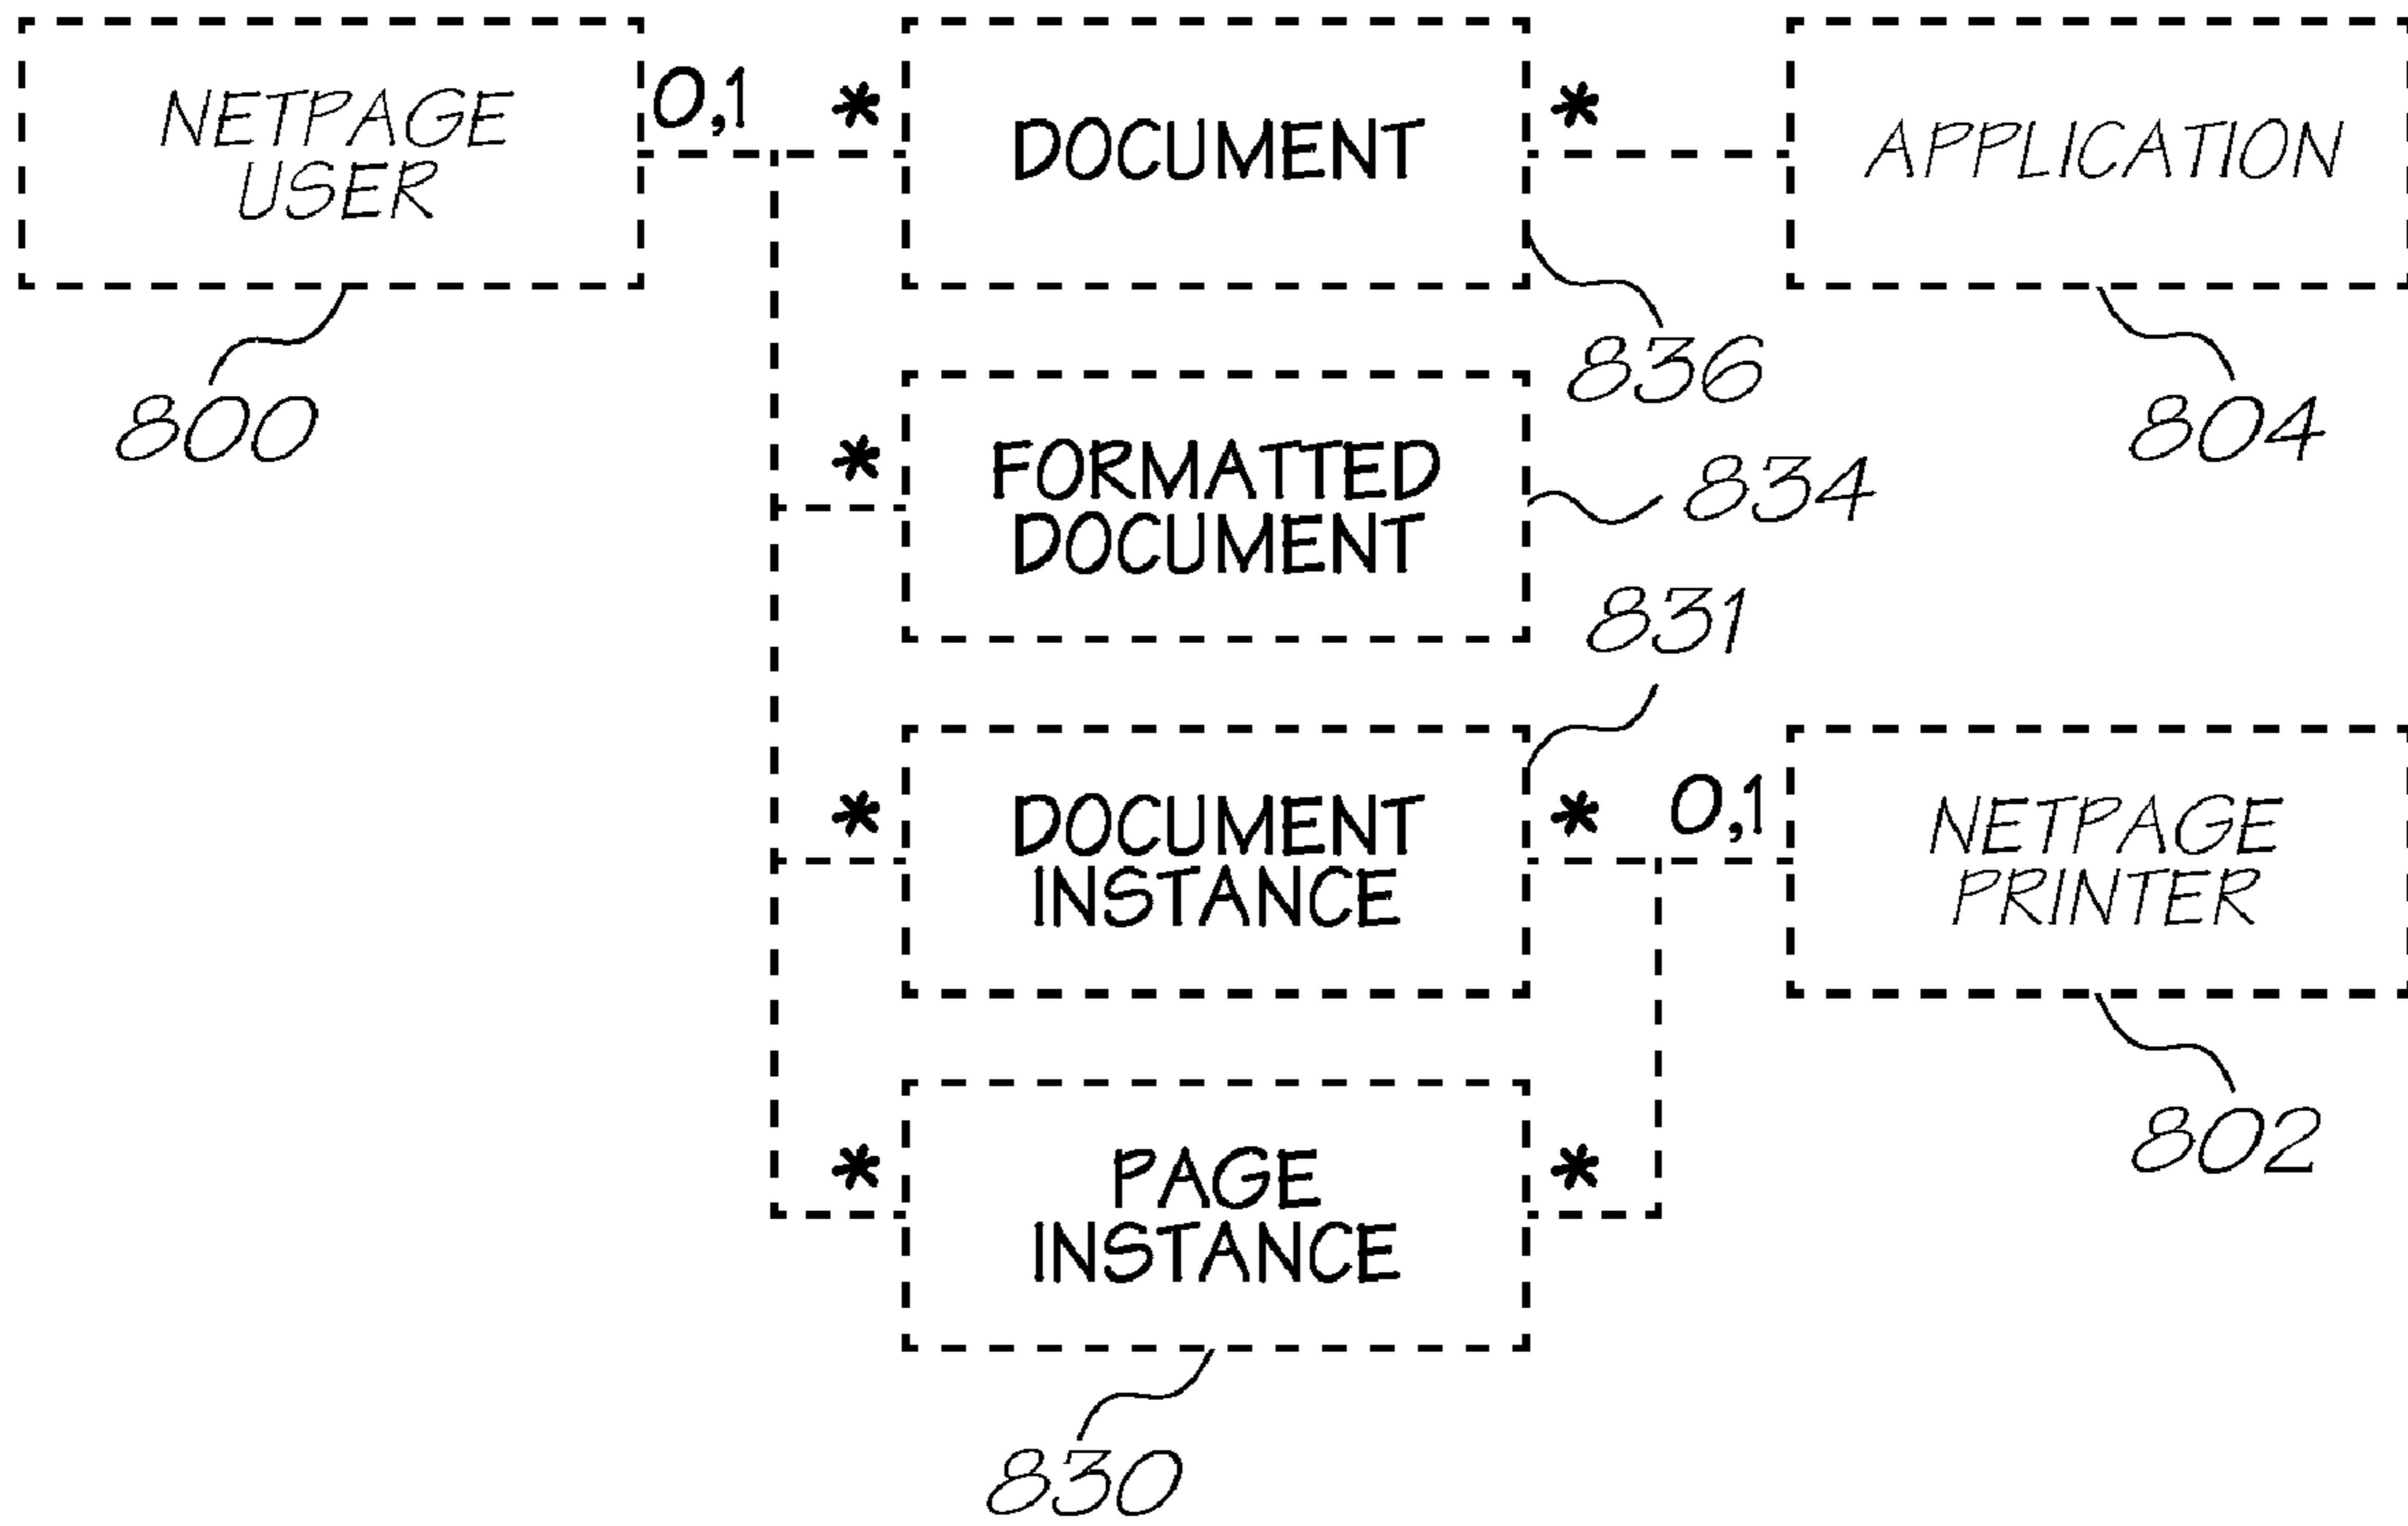 NETPAGE
USER
0,1
*
DOCUMENT
*
APPLICATION
800
836
804
*
FORMATTED
DOCUMENT
834
831
*
DOCUMENT
INSTANCE
*
0,1
NETPAGE
PRINTER
802
*
PAGE
INSTANCE
*
830